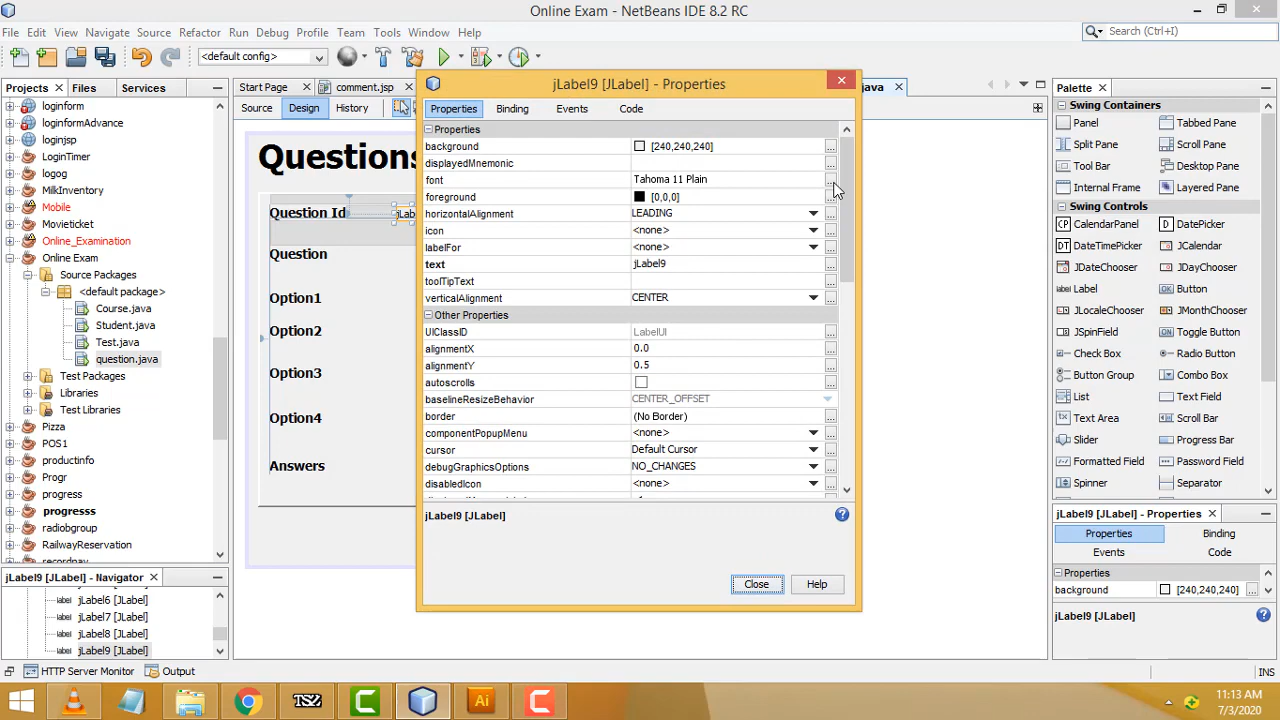 Online Exam - NetBeans IDE 8.2 RC
File Edit View Navigate Source Refactor Run Debug Profile Team Tools Window Help
Search (Ctrl+I)
<default config>
Projects Files Services
loginform
loginformAdvance
loginjsp
LoginTimer
logog
MilkInventory
Mobile
Movieticket
Online_Examination
Online Exam
Source Packages
<default package>
Course.java
Student.java
Test.java
question.java
Test Packages
Libraries
Test Libraries
Pizza
POS1
productinfo
Progr
progress
progresss
radiobgroup
RailwayReservation
recordnav
jLabel9 [JLabel] - Navigator
label jLabel6 [JLabel]
label jLabel7 [JLabel]
label jLabel8 [JLabel]
label jLabel9 [JLabel]
Start Page comment.jsp java
Source Design History
Questions
Question Id jLab
Question
Option1
Option2
Option3
Option4
Answers
jLabel9 [JLabel] - Properties
Properties Binding Events Code
Properties
background [240,240,240] ...
displayedMnemonic ...
font Tahoma 11 Plain ...
foreground [0,0,0] ...
horizontalAlignment LEADING ...
icon <none> ...
labelFor <none> ...
text jLabel9 ...
toolTipText ...
verticalAlignment CENTER ...
Other Properties
UIClassID LabelUI ...
alignmentX 0.0 ...
alignmentY 0.5 ...
autoscrolls ...
baselineResizeBehavior CENTER_OFFSET
border (No Border) ...
componentPopupMenu <none> ...
cursor Default Cursor ...
debugGraphicsOptions NO_CHANGES ...
disabledIcon <none> ...
jLabel9 [JLabel]
Close Help
Palette
Swing Containers
Panel Tabbed Pane
Split Pane Scroll Pane
Tool Bar Desktop Pane
Internal Frame Layered Pane
Swing Controls
CalendarPanel DatePicker
DateTimePicker JCalendar
JDateChooser JDayChooser
label Label Button
JLocaleChooser JMonthChooser
JSpinField Toggle Button
Check Box Radio Button
Button Group Combo Box
List Text Field
Text Area Scroll Bar
Slider Progress Bar
Formatted Field Password Field
Spinner Separator
jLabel9 [JLabel] - Properties
Properties Binding
Events Code
Properties
background [240,240,240] ...
jLabel9 [JLabel]
HTTP Server Monitor Output
INS
TSZ
Ai
11:13 AM
7/3/2020